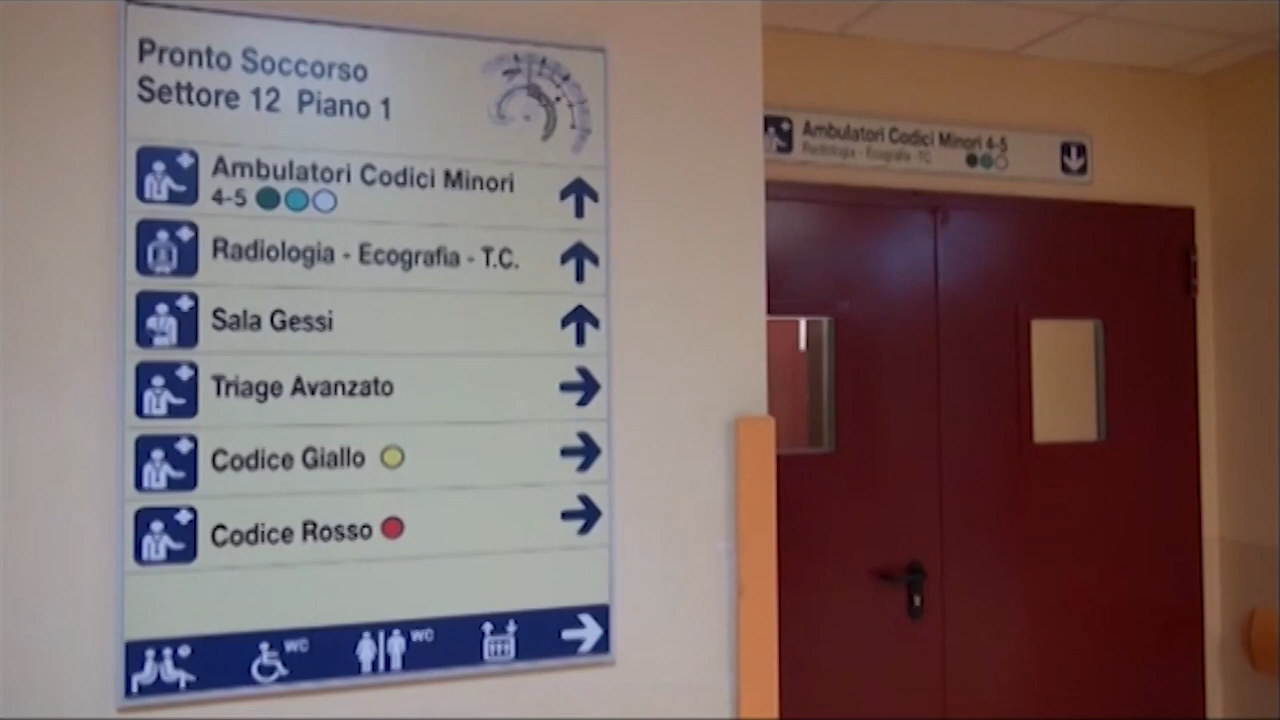 Pronto Soccorso
Settore 12 Piano 1
Ambulatori Codici Minori
4-5
Radiologia - Ecografia - T.C.
Sala Gessi
Triage Avanzato
Codice Giallo
Codice Rosso
WC
WC
Ambulatori Codici Minori 4-5
Radiologia - Ecografia - TC